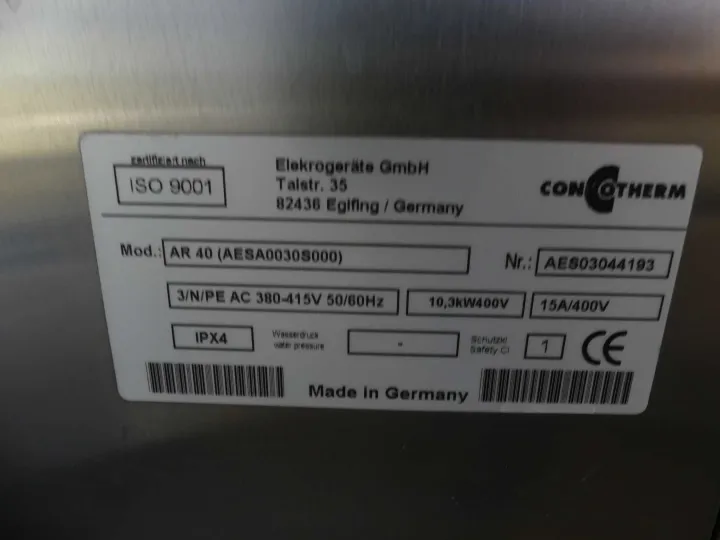 zertifiziert nach
ISO 9001
Elekrogeräte GmbH
Talstr. 35
82436 Eglfing / Germany
CONVOTHERM
Mod.: AR 40 (AESA0030S000)
Nr.: AES03044193
3/N/PE AC 380-415V 50/60Hz
10,3kW400V
15A/400V
IPX4
Wasserdruck
water pressure
-
Schutzkl
Safety-Cl
1
CE
Made in Germany